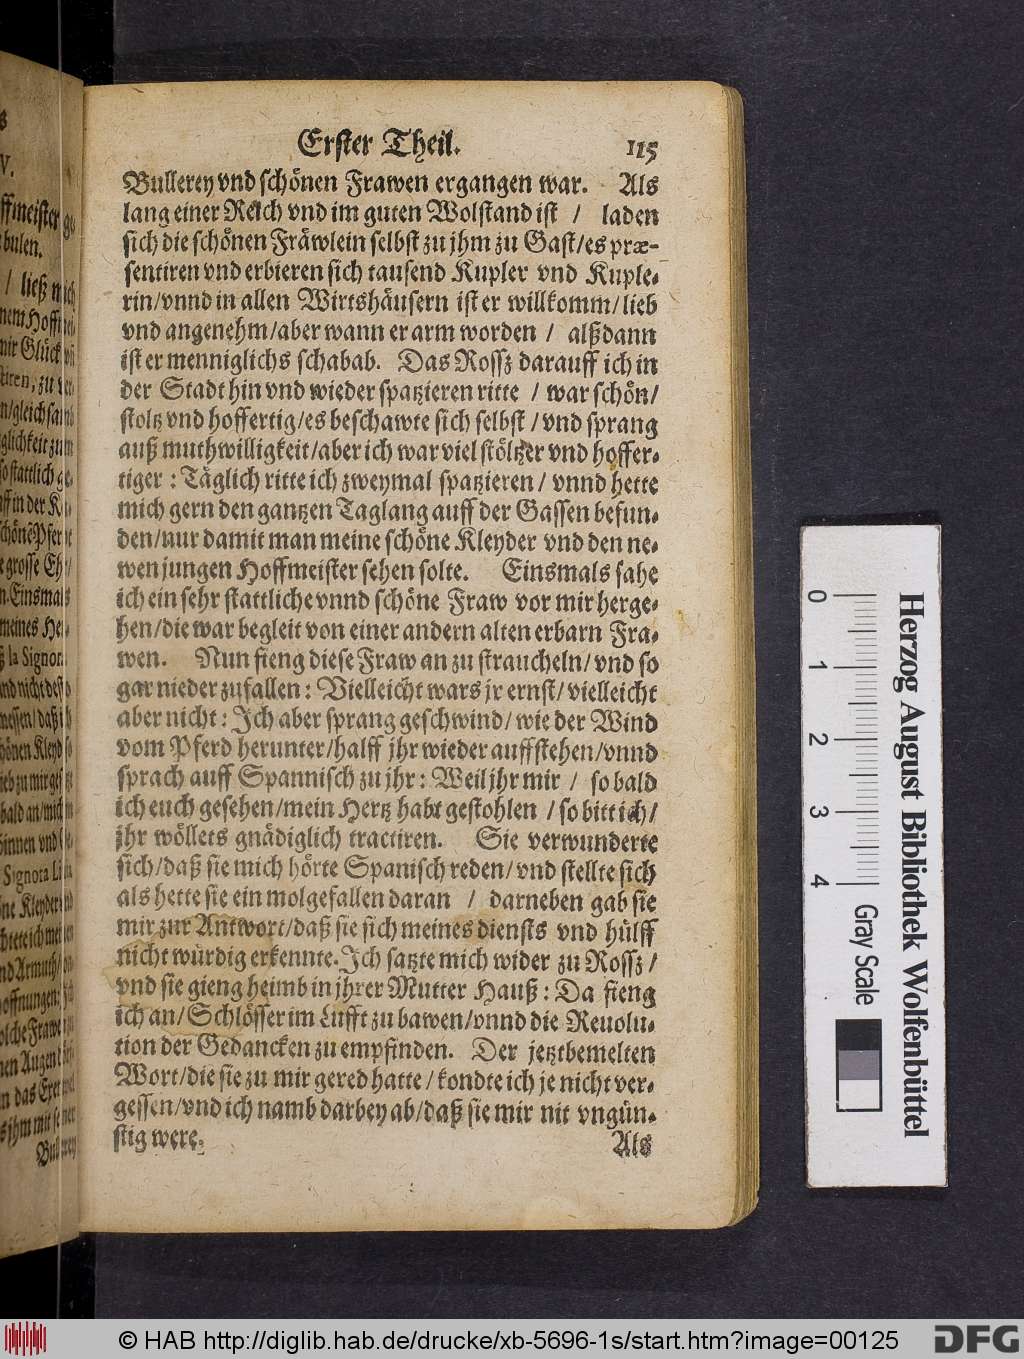 Erster Theil. 115
Bullerey vnd schönen Frawen ergangen war. Als
lang einer Reich vnd im guten Wolstand ist / laden
sich die schönen Fräwlein selbst zu jhm zu Gast/es præ-
sentiren vnd erbieren sich tausend Kupler vnd Kuple-
rin/vnnd in allen Wirtshäusern ist er willkomm/lieb
vnd angenehm/aber wann er arm worden / alßdann
ist er menniglichs schabab. Das Rossz darauff ich in
der Stadt hin vnd wieder spatzieren ritte / war schön/
stoltz vnd hoffertig/es beschawte sich selbst/vnd sprang
auß muthwilligkeit/aber ich war viel stöltzer vnd hoffer-
tiger : Täglich ritte ich zweymal spatzieren/ vnnd hette
mich gern den gantzen Taglang auff der Gassen befun-
den/nur damit man meine schöne Kleyder vnd den ne-
wen jungen Hoffmeister sehen solte. Einsmals sahe
ich ein sehr stattliche vnnd schöne Fraw vor mir herge-
hen/die war begleit von einer andern alten erbarn Fra-
wen. Nun fieng diese Fraw an zu straucheln/ vnd so
gar nieder zufallen : Vielleicht wars jr ernst/vielleicht
aber nicht : Ich aber sprang geschwind/ wie der Wind
vom Pferd herunter/halff jhr wieder auffstehen/vnnd
sprach auff Spannisch zu jhr : Weil jhr mir / so bald
ich euch gesehen/mein Hertz habt gestohlen / so bitt ich/
jhr wöllets gnädiglich tractiren. Sie verwunderte
sich/daß sie mich hörte Spanisch reden/vnd stellte sich
als hette sie ein molgefallen daran / darneben gab sie
mir zur Antwort/daß sie sich meines diensts vnd hülff
nicht würdig erkennte. Ich satzte mich wider zu Rossz /
vnd sie gieng heimb in jhrer Mutter Hauß : Da fieng
ich an/ Schlösser im Lufft zu bawen/vnnd die Reuolu-
tion der Gedancken zu empfinden. Der jetztbemelten
Wort/die sie zu mir gered hatte / kondte ich je nicht ver-
gessen/vnd ich namb darbey ab/daß sie mir nit vngün-
stig were. Als
0 1 2 3 4
Gray Scale
Herzog August Bibliothek Wolfenbüttel
© HAB http://diglib.hab.de/drucke/xb-5696-1s/start.htm?image=00125
DFG